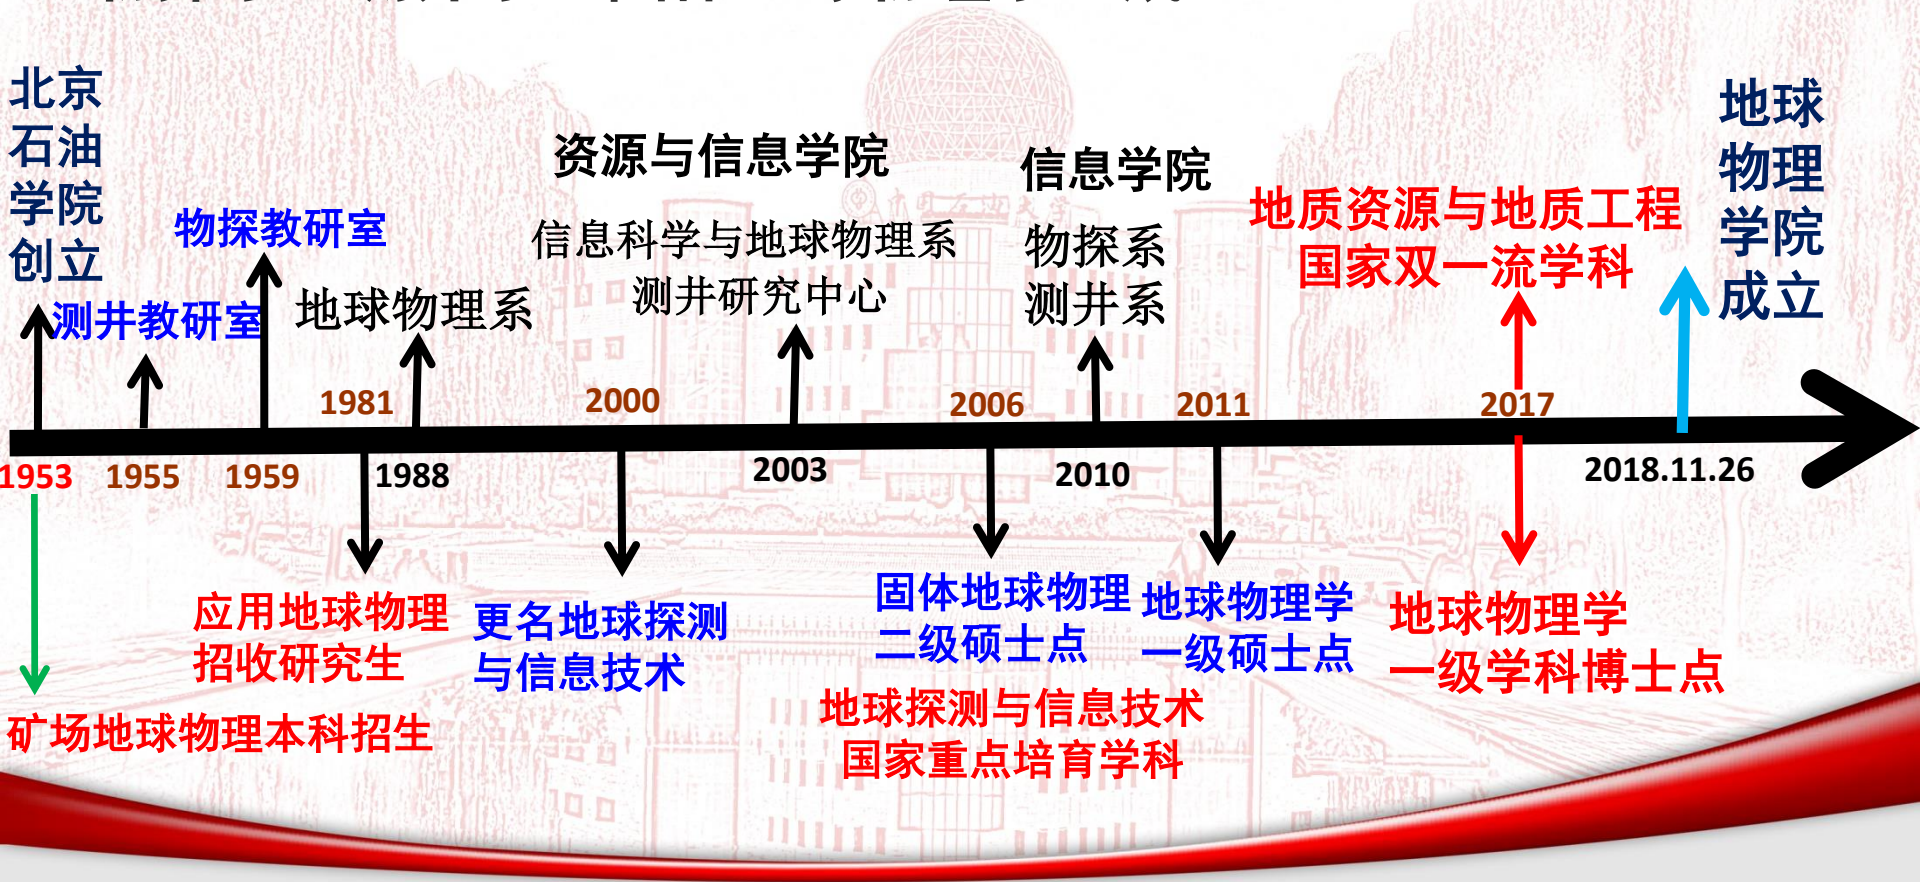 北京
石油
学院
创立
测井教研室
物探教研室
地球物理系
资源与信息学院
信息科学与地球物理系
测井研究中心
信息学院
物探系
测井系
地质资源与地质工程
国家双一流学科
地球
物理
学院
成立
1981
2000
2006
2011
2017
1953
1955
1959
1988
2003
2010
2018.11.26
矿场地球物理本科招生
应用地球物理
招收研究生
更名地球探测
与信息技术
固体地球物理
二级硕士点
地球探测与信息技术
国家重点培育学科
地球物理学
一级硕士点
地球物理学
一级学科博士点